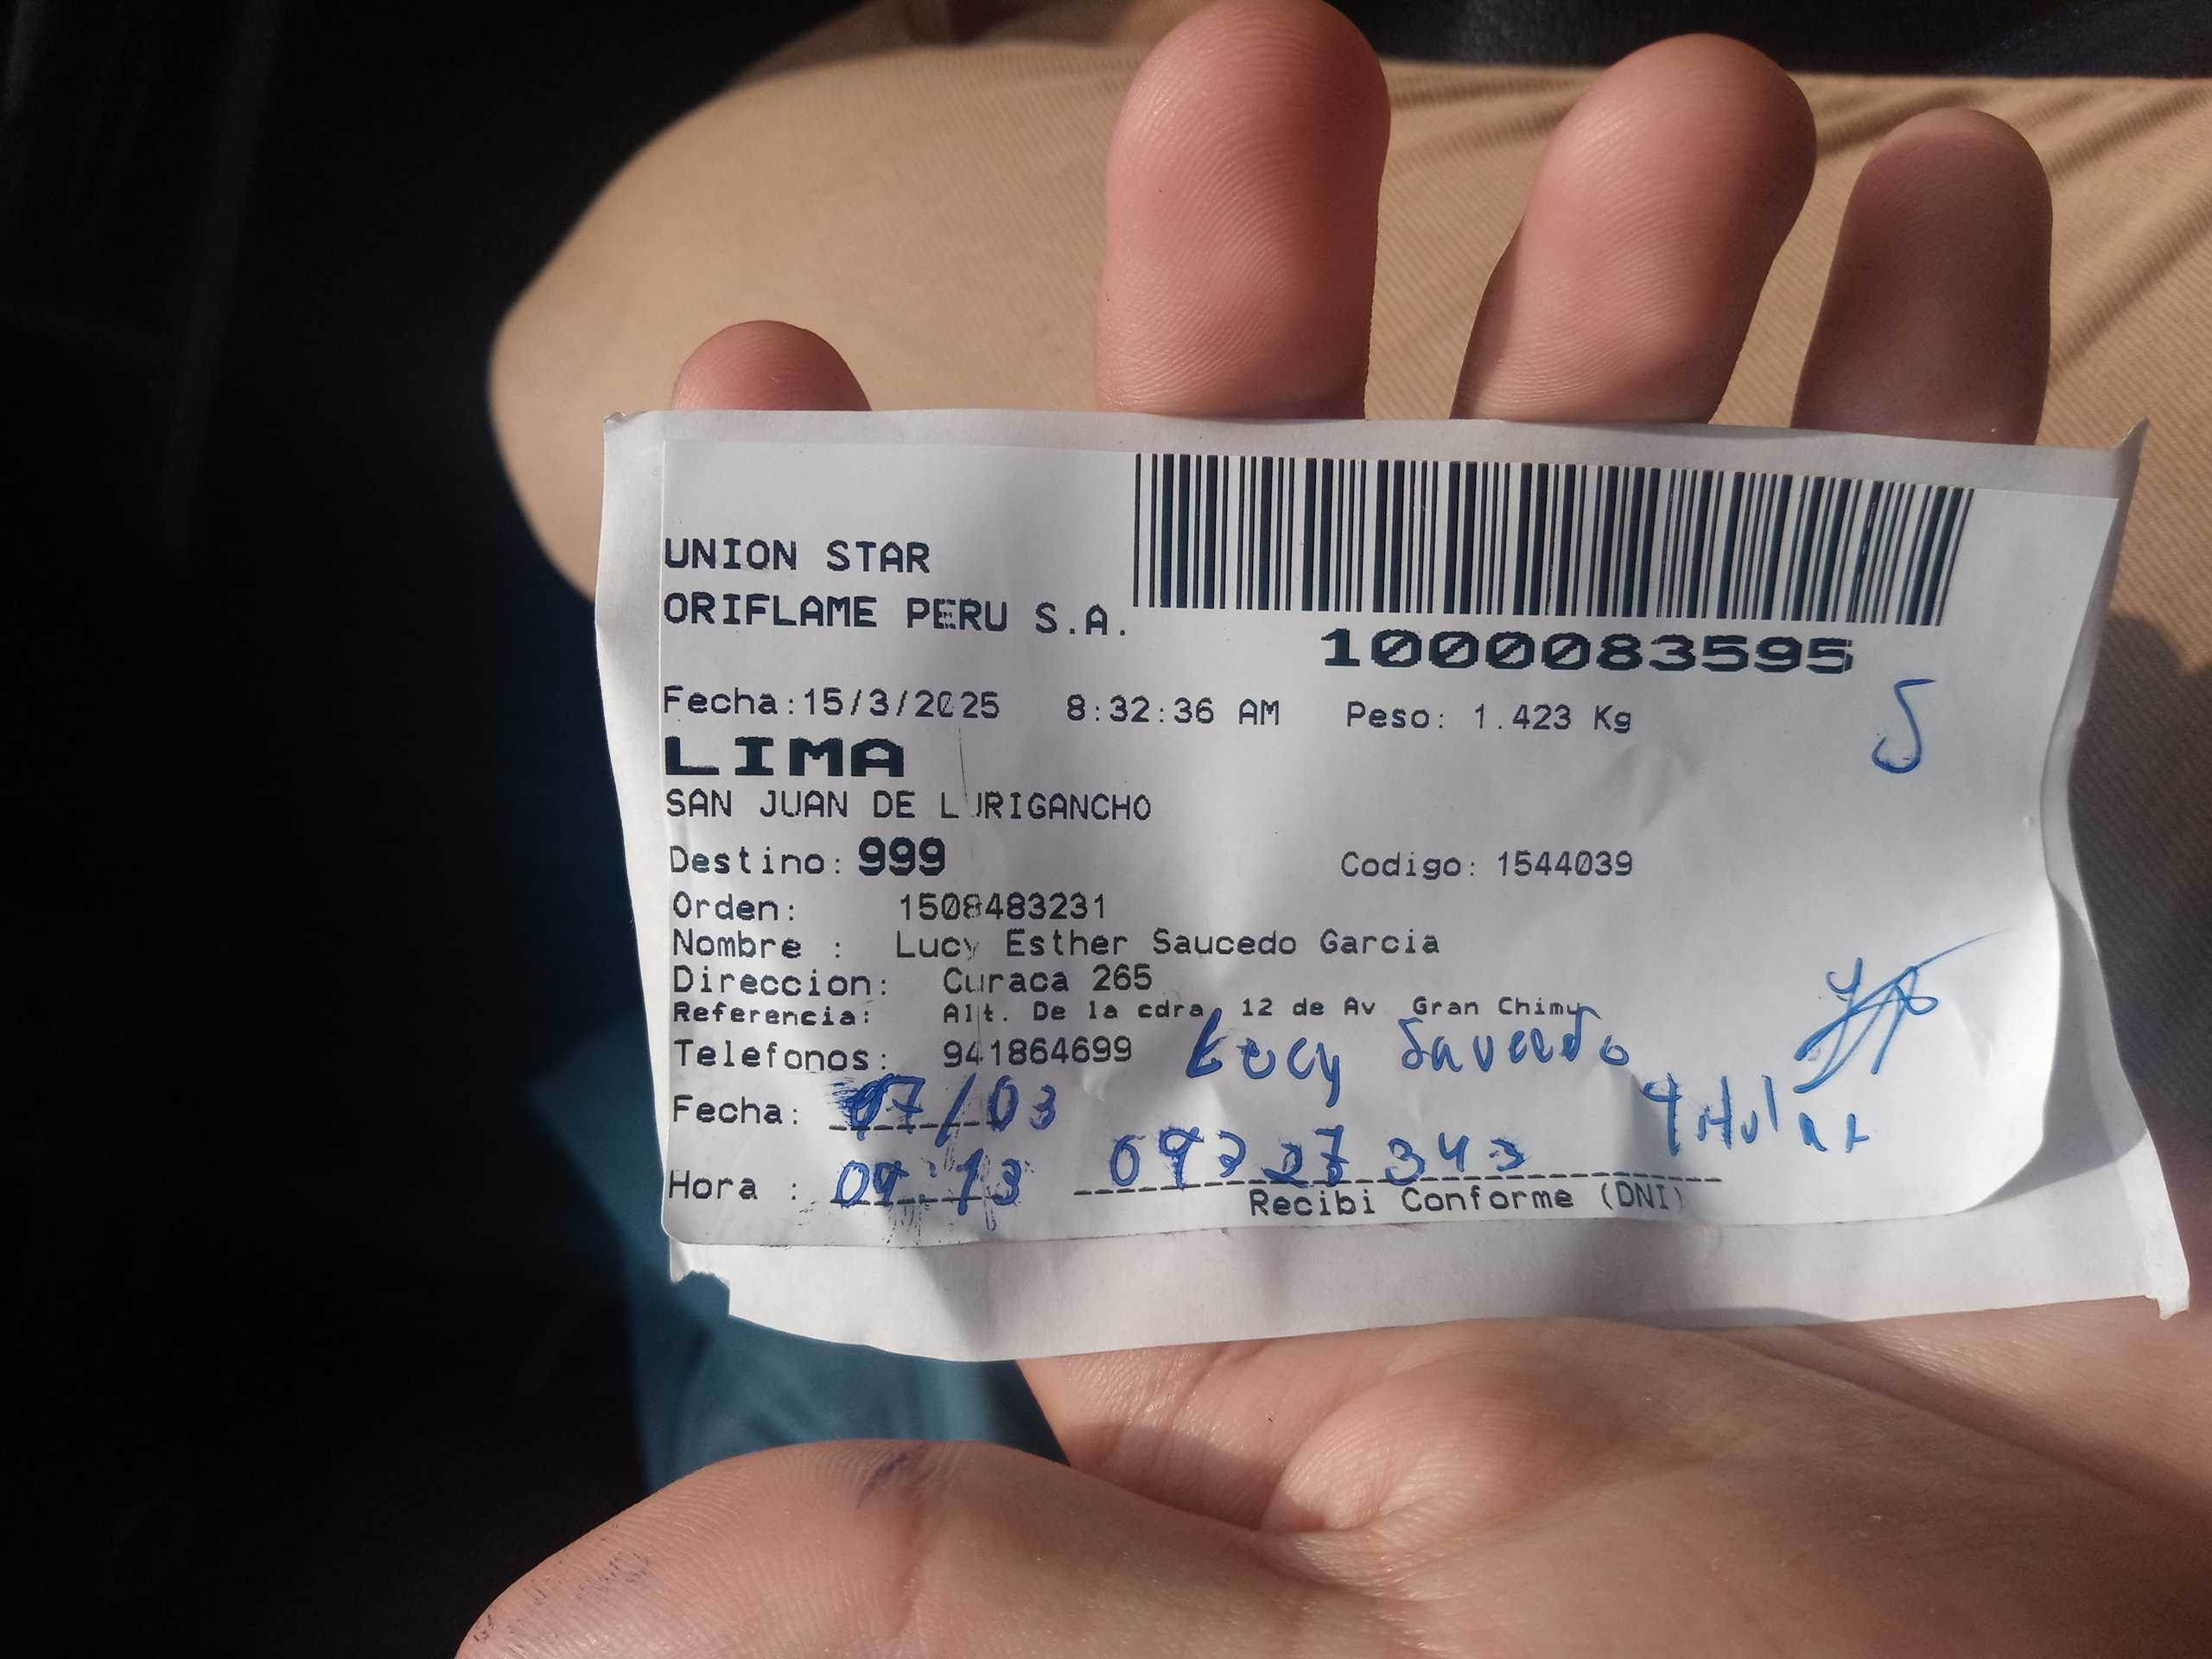 UNION STAR
ORIFLAME PERU S.A.
1000083595
Fecha:15/3/2025 8:32:36 AM Peso: 1.423 Kg
LIMA
SAN JUAN DE LURIGANCHO
Destino: 999 Codigo: 1544039
Orden: 1508483231
Nombre : Lucy Esther Saucedo Garcia
Direccion: Curaca 265
Referencia: Alt. De la cdra. 12 de Av Gran Chimu
Telefonos: 941864699 Lucy Saucedo
Fecha: /03 Titular
Hora : 09:13
Recibi Conforme (DNI)